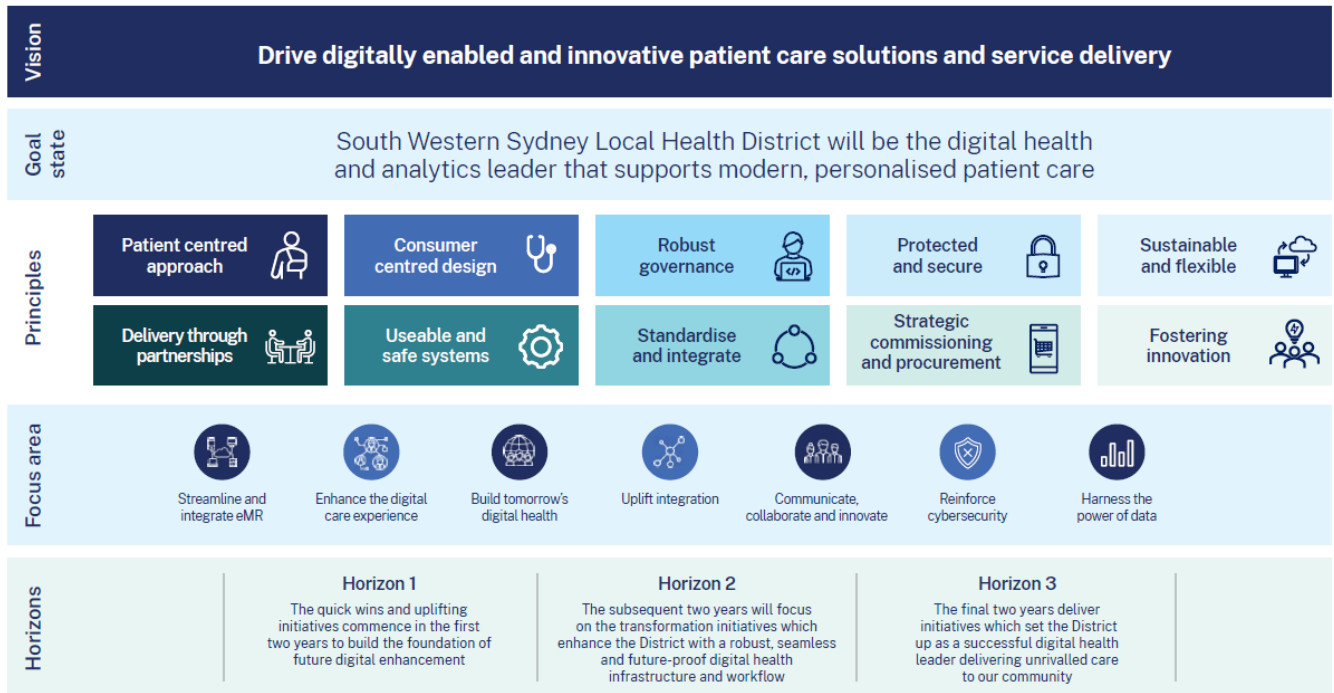 Vision
Drive digitally enabled and innovative patient care solutions and service delivery
Goal
state
South Western Sydney Local Health District will be the digital health
and analytics leader that supports modern, personalised patient care
Principles
Patient centred
approach
Consumer
centred design
Robust
governance
</>
Protected
and secure
Sustainable
and flexible
Delivery through
partnerships
Useable and
safe systems
Standardise
and integrate
Strategic
commissioning
and procurement
Fostering
innovation
Focus area
Streamline and
integrate eMR
Enhance the digital
care experience
Build tomorrow's
digital health
Uplift integration
Communicate,
collaborate and innovate
Reinforce
cybersecurity
Harness the
power of data
Horizons
Horizon 1
The quick wins and uplifting
initiatives commence in the first
two years to build the foundation of
future digital enhancement
Horizon 2
The subsequent two years will focus
on the transformation initiatives which
enhance the District with a robust, seamless
and future-proof digital health
infrastructure and workflow
Horizon 3
The final two years deliver
initiatives which set the District
up as a successful digital health
leader delivering unrivalled care
to our community